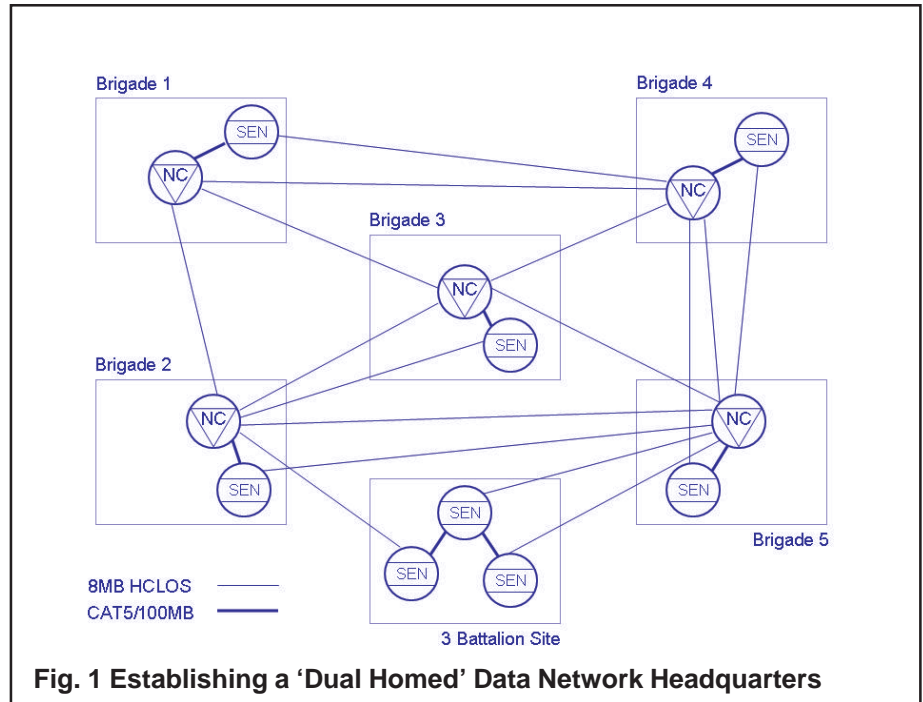 Brigade 1
Brigade 4
SEN
SEN
NC
NC
Brigade 3
NC
SEN
Brigade 2
NC
NC
SEN
SEN
SEN
Brigade 5
SEN
SEN
8MB HCLOS
CAT5/100MB
3 Battalion Site
Fig. 1 Establishing a ‘Dual Homed’ Data Network Headquarters